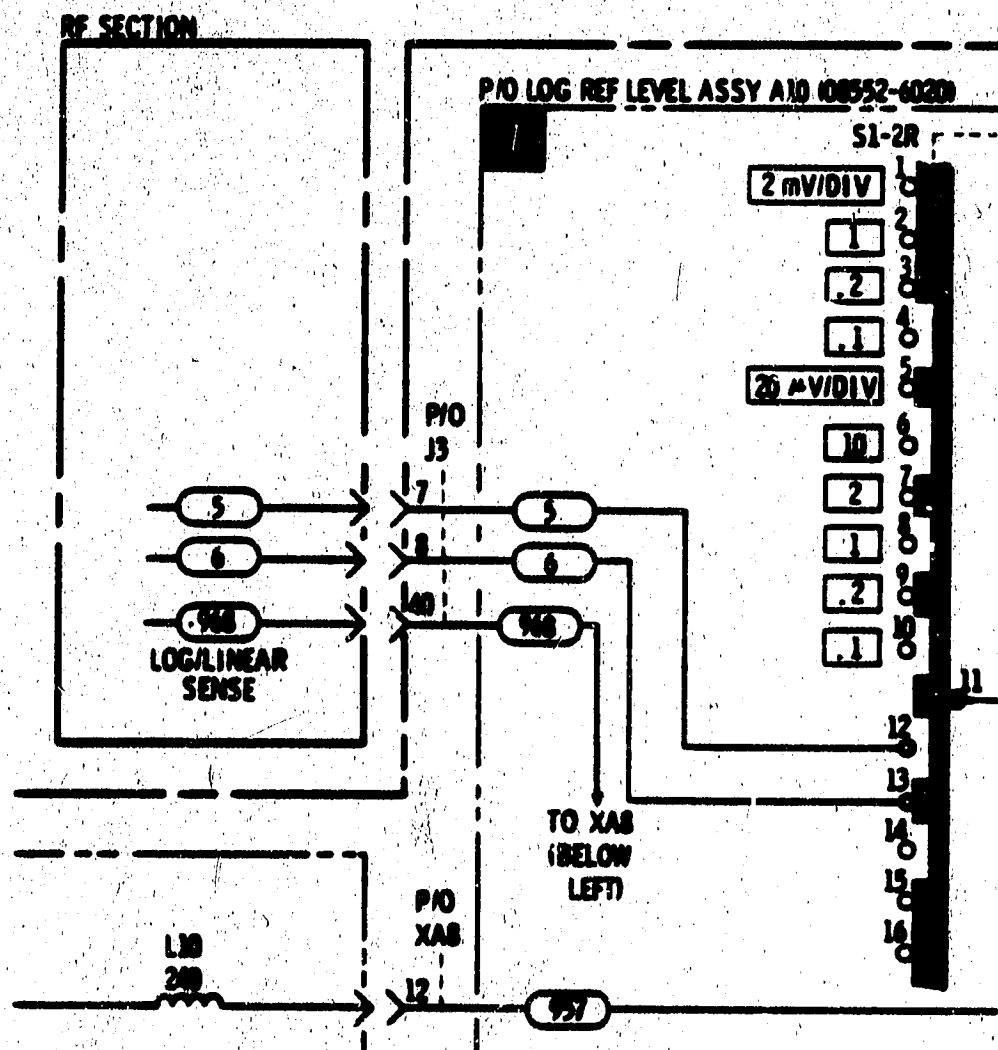 RF SECTION
P/O LOG REF LEVEL ASSY A10 (08552-6020)
S1-2R
1
2 mV/DIV
2
1
3
.2
4
.1
5
20 μV/DIV
6
10
7
2
8
1
9
.2
10
.1
11
12
13
14
15
16
P/O
J3
5
7
5
6
8
6
968
40
968
LOG/LINEAR
SENSE
TO XA8
(BELOW
LEFT)
P/O
XA8
L10
240
12
957